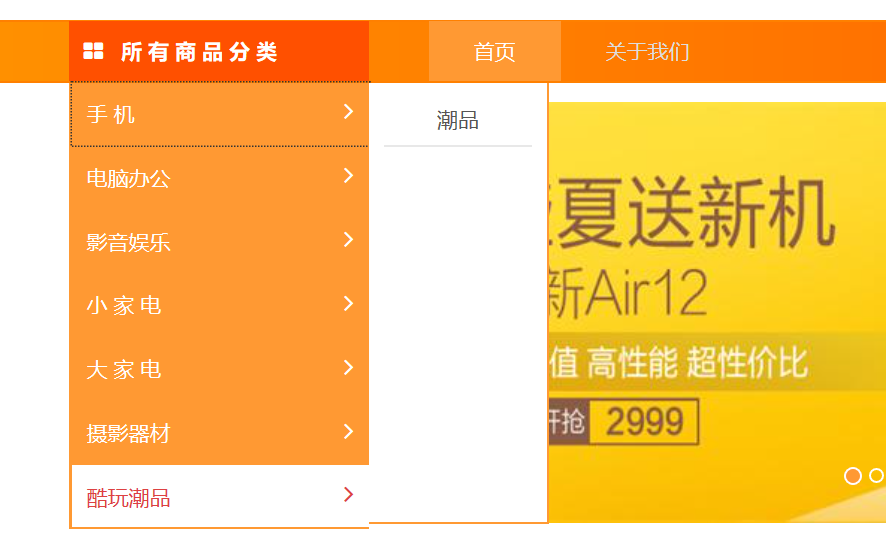 所有商品分类
首页
关于我们
手 机
电脑办公
影音娱乐
小 家 电
大 家 电
摄影器材
酷玩潮品
潮品
夏送新机
新Air12
值 高性能 超性价比
抢 2999